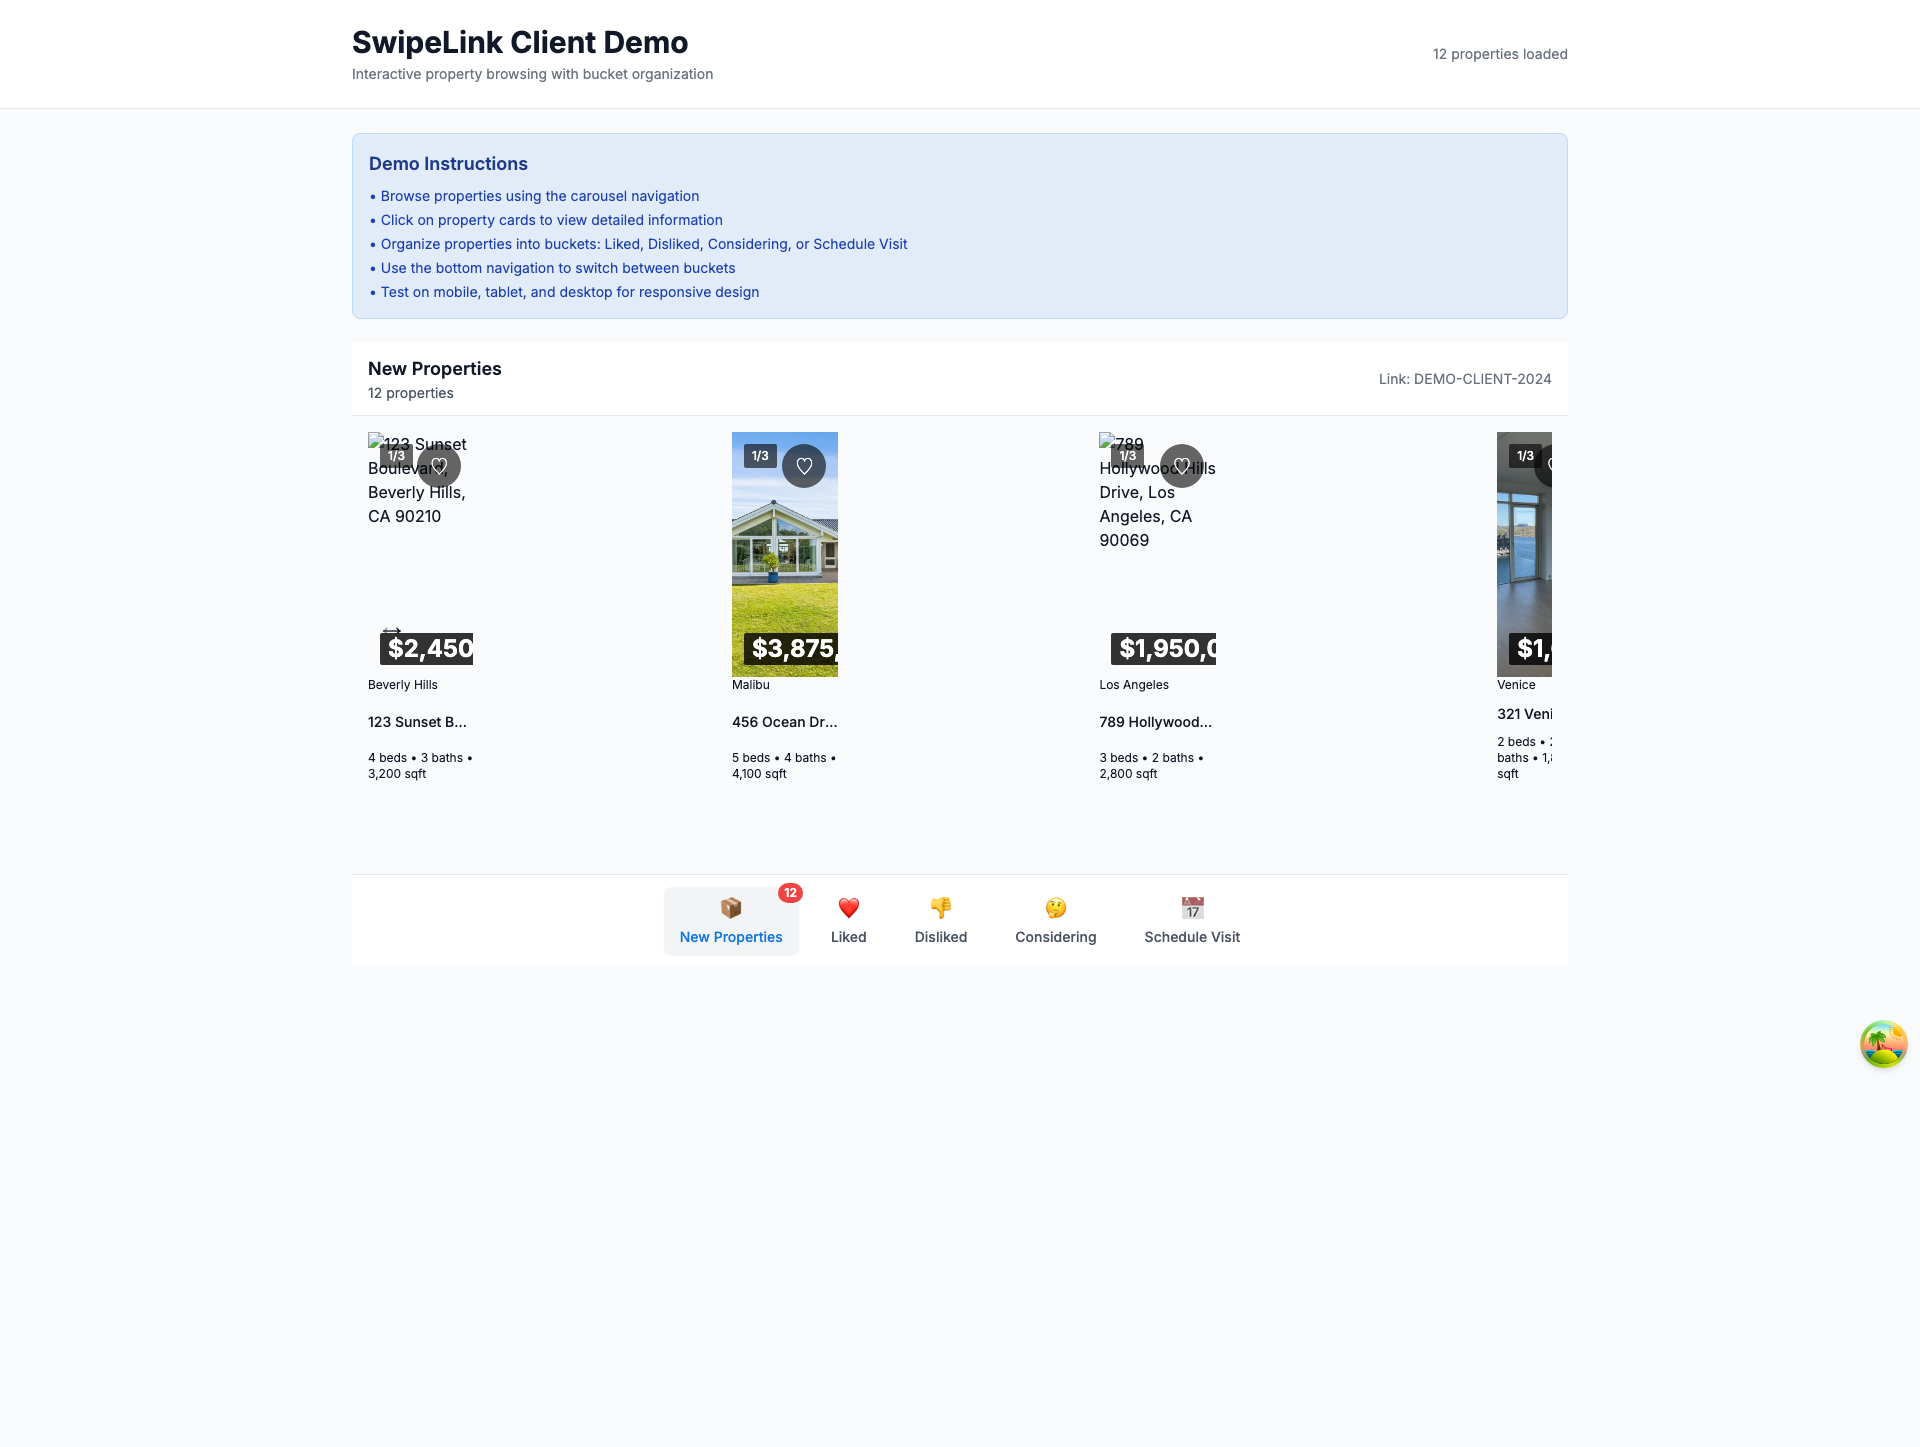 SwipeLink Client Demo
Interactive property browsing with bucket organization
12 properties loaded
Demo Instructions
• Browse properties using the carousel navigation
• Click on property cards to view detailed information
• Organize properties into buckets: Liked, Disliked, Considering, or Schedule Visit
• Use the bottom navigation to switch between buckets
• Test on mobile, tablet, and desktop for responsive design
New Properties
12 properties
Link: DEMO-CLIENT-2024
123 Sunset
Boulevard,
Beverly Hills,
CA 90210
1/3
$2,450
Beverly Hills
123 Sunset B...
4 beds • 3 baths •
3,200 sqft
1/3
$3,875,
Malibu
456 Ocean Dr...
5 beds • 4 baths •
4,100 sqft
789
Hollywood Hills
Drive, Los
Angeles, CA
90069
1/3
$1,950,0
Los Angeles
789 Hollywood...
3 beds • 2 baths •
2,800 sqft
1/3
$1,
Venice
321 Veni
2 beds •
baths • 1,
sqft
12
New Properties
Liked
Disliked
Considering
17
Schedule Visit